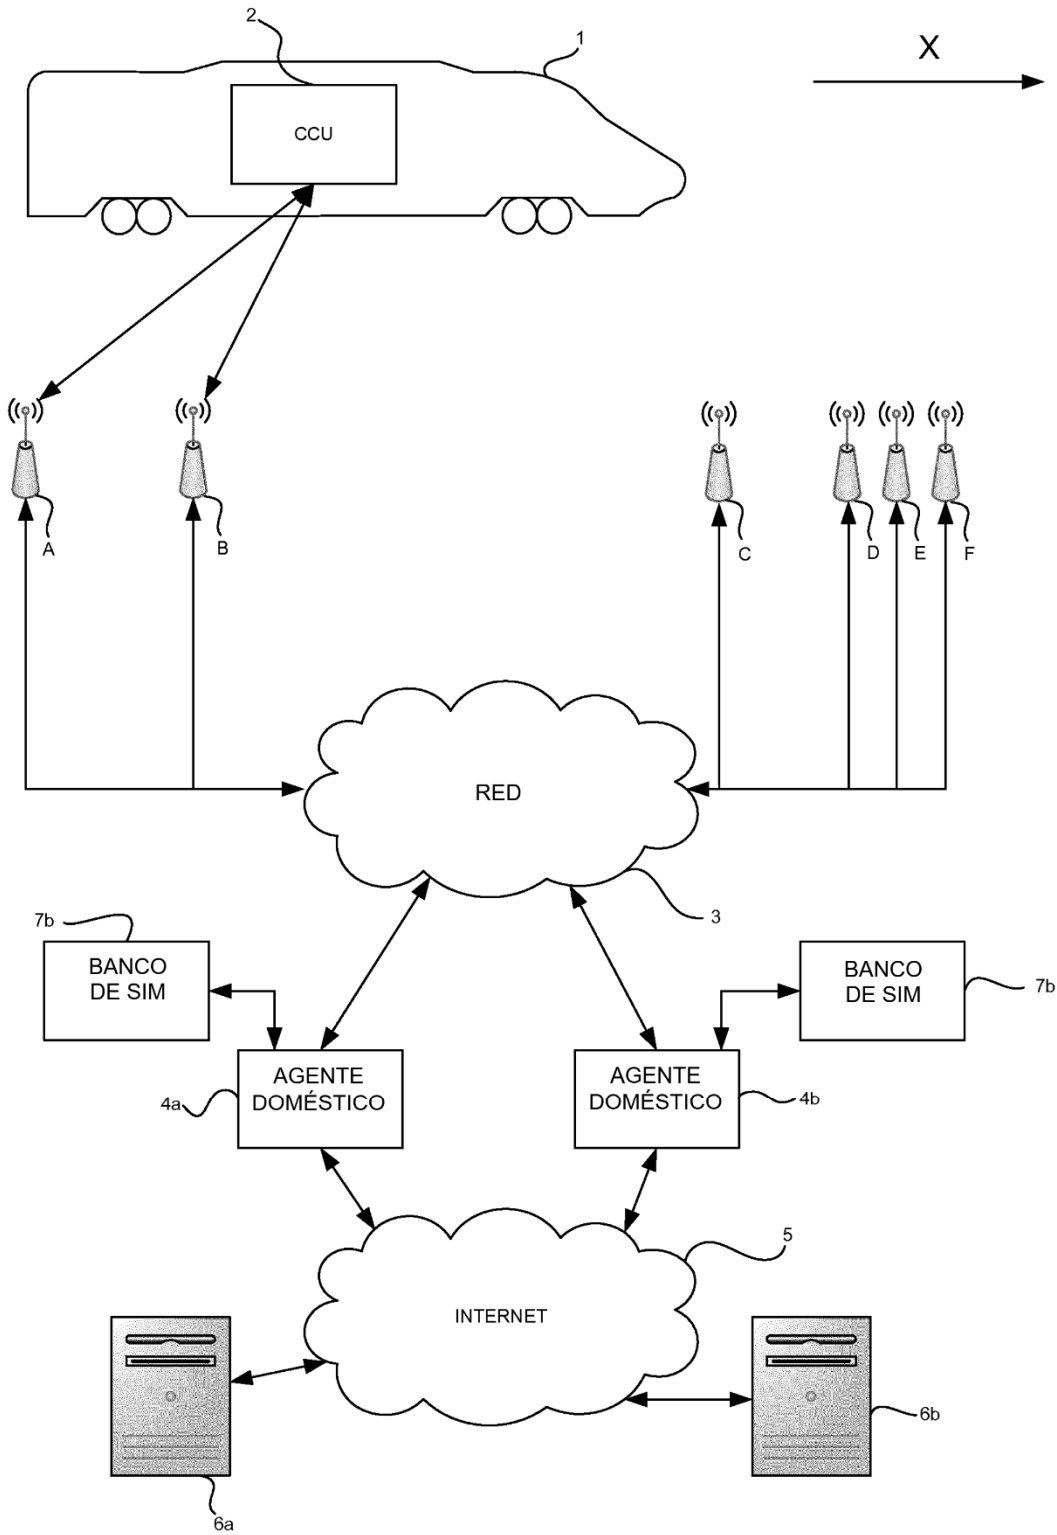 2
1
X
CCU
A
B
C
D
E
F
RED
3
7b
BANCO
DE SIM
BANCO
DE SIM
7b
AGENTE
DOMÉSTICO
4a
AGENTE
DOMÉSTICO
4b
5
INTERNET
6b
6a